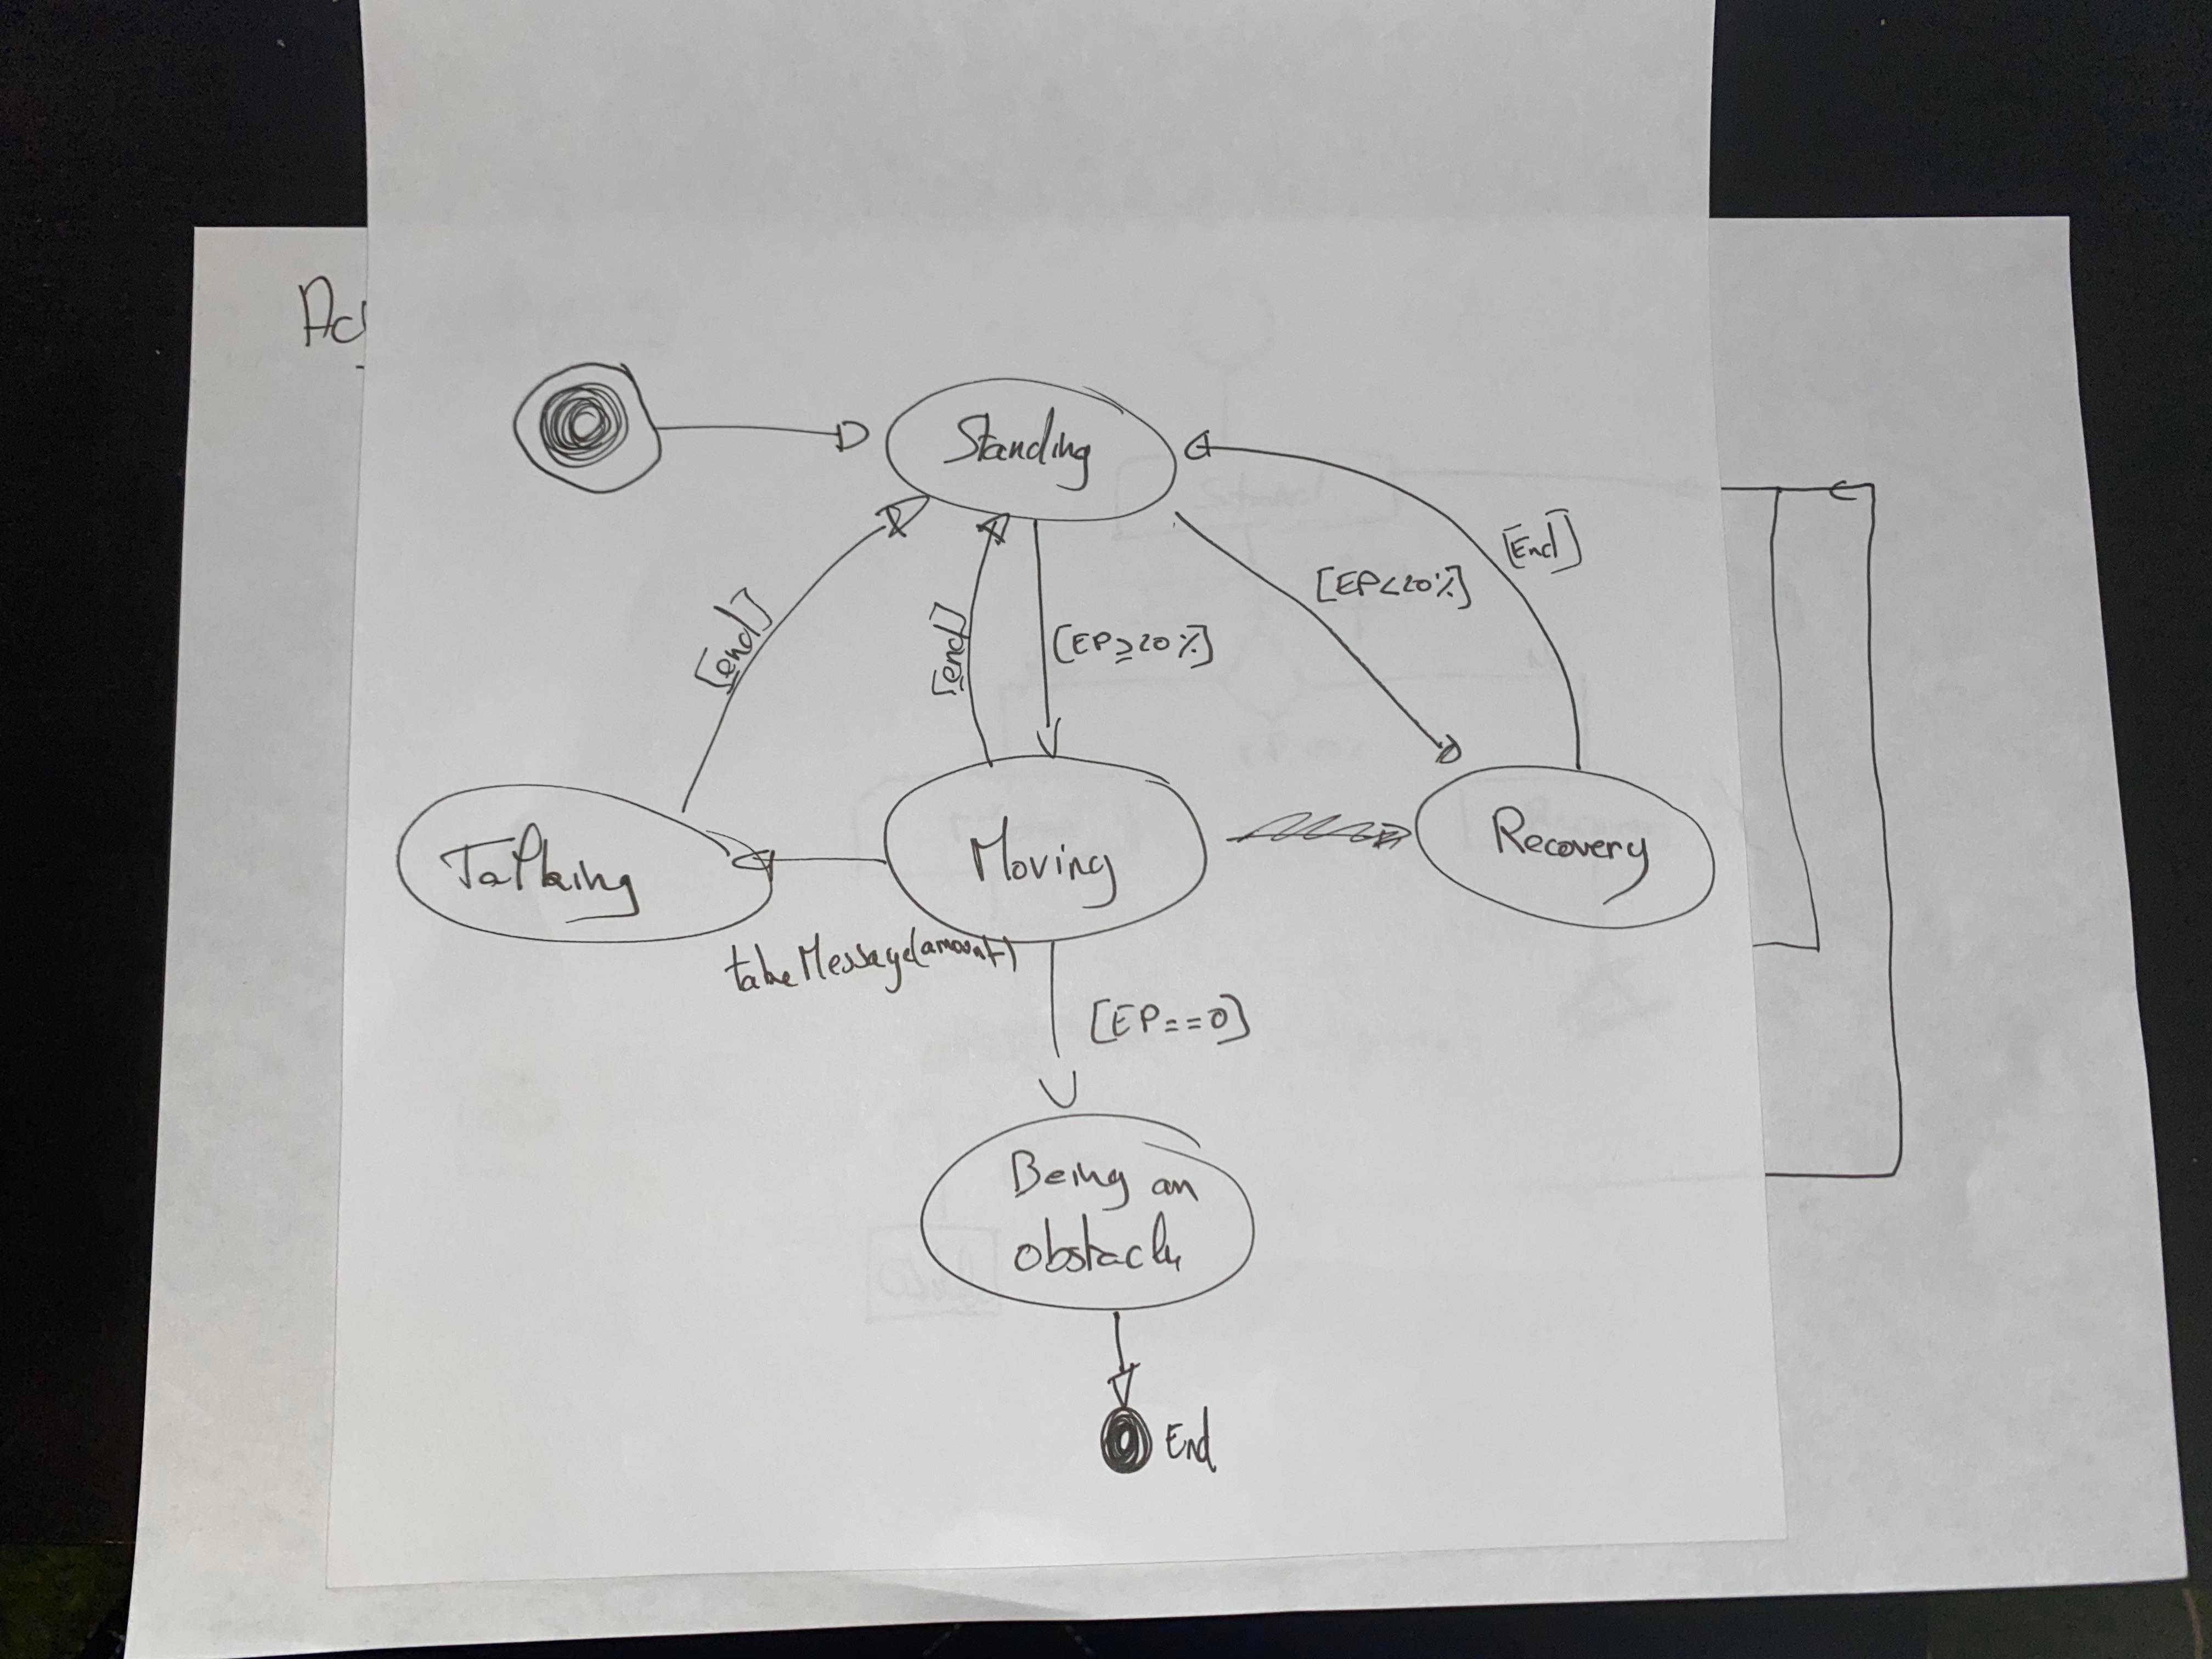 Ac
Standing
[End]
[EP<20%]
[end]
[end]
[EP≥20%]
Talking
Moving
Recovery
takeMessage(amount)
[EP==0]
Being an
obstacle
End